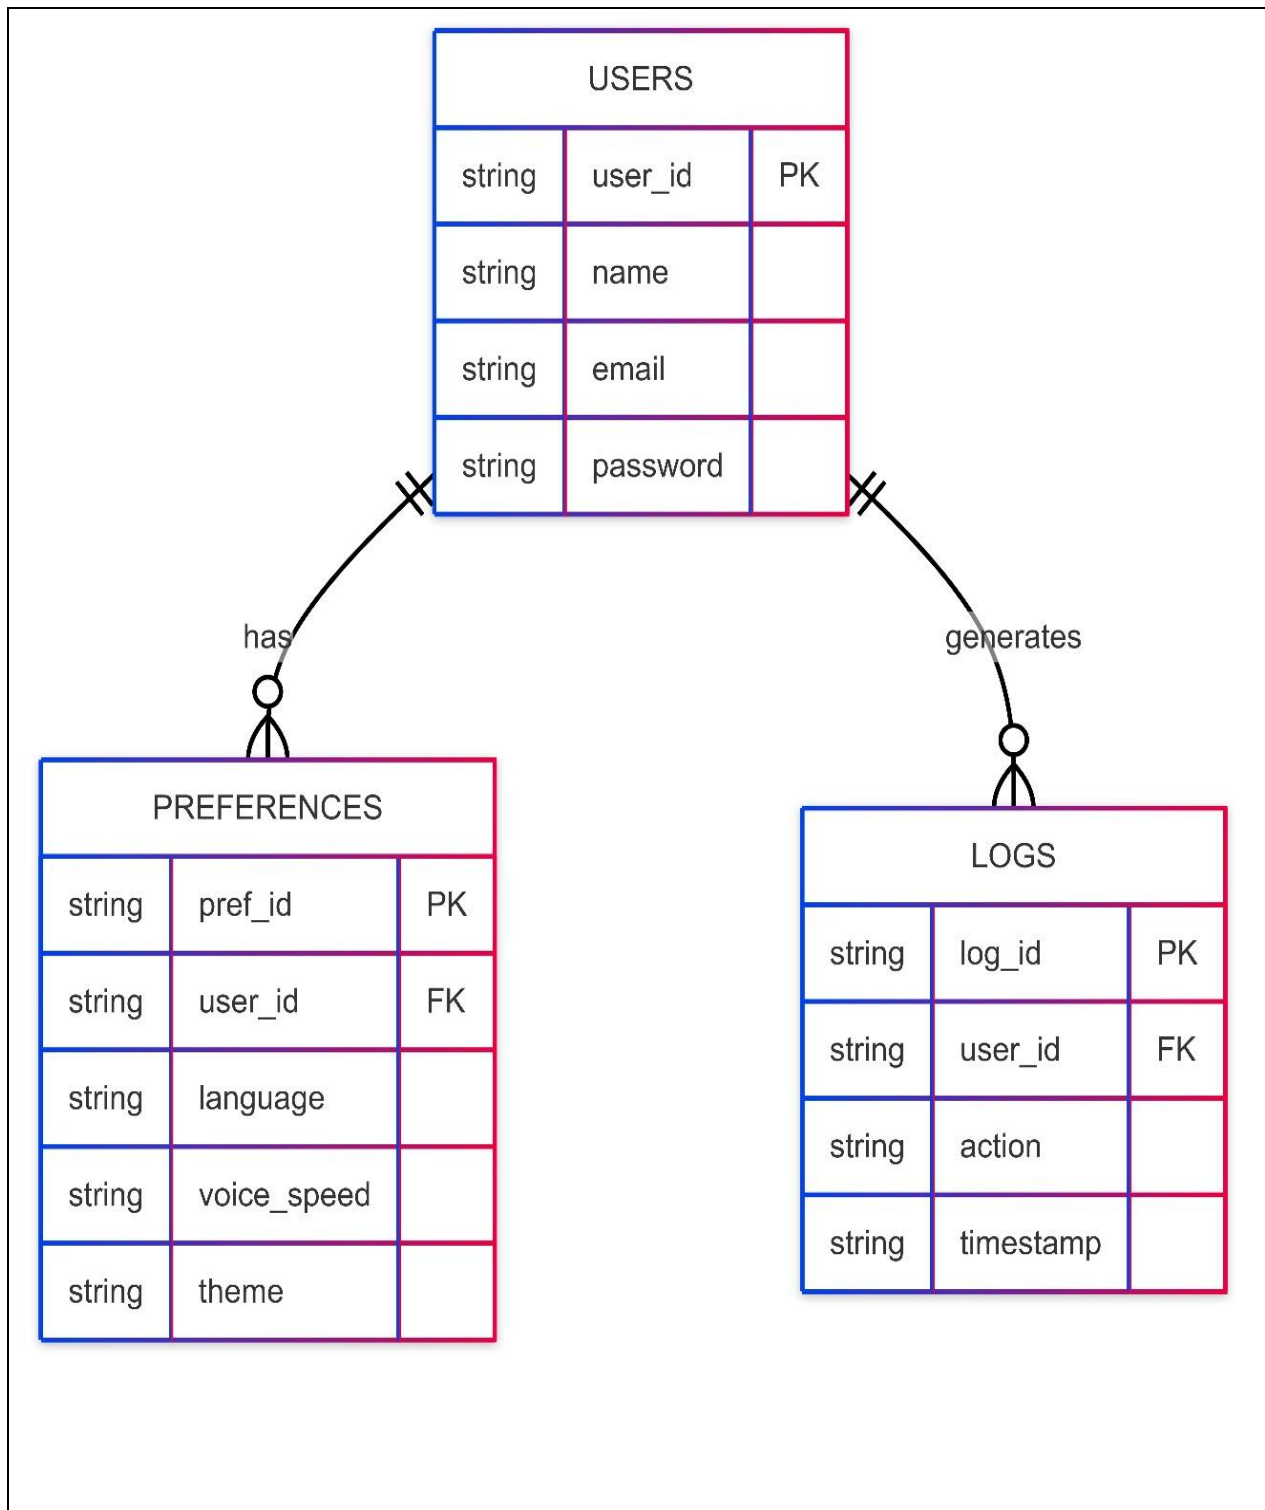 USERS
string user_id PK
string name
string email
string password
has
generates
PREFERENCES
string pref_id PK
string user_id FK
string language
string voice_speed
string theme
LOGS
string log_id PK
string user_id FK
string action
string timestamp